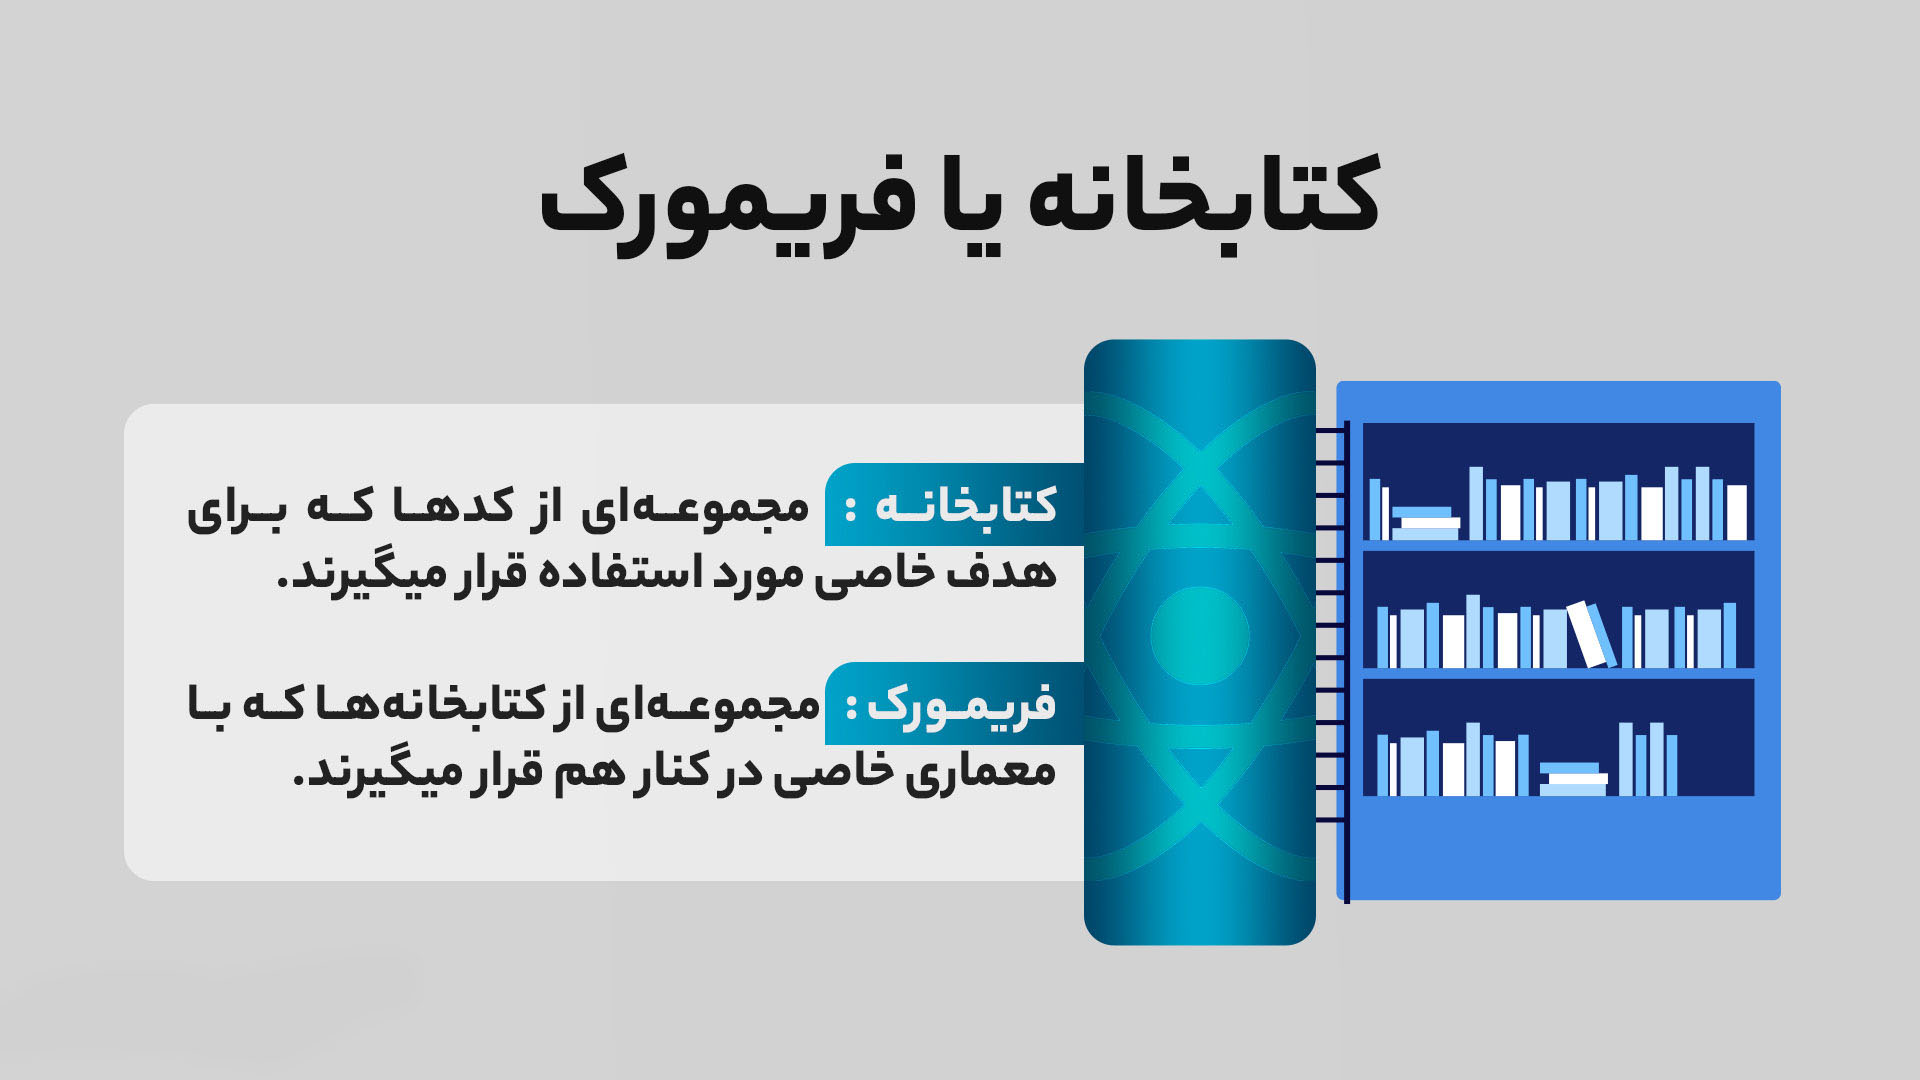 کتابخانه یا فریمورک
کتابخانه : مجموعه‌ای از کدها که برای
هدف خاصی مورد استفاده قرار میگیرند.
فریمورک : مجموعه‌ای از کتابخانه‌ها که با
معماری خاصی در کنار هم قرار میگیرند.